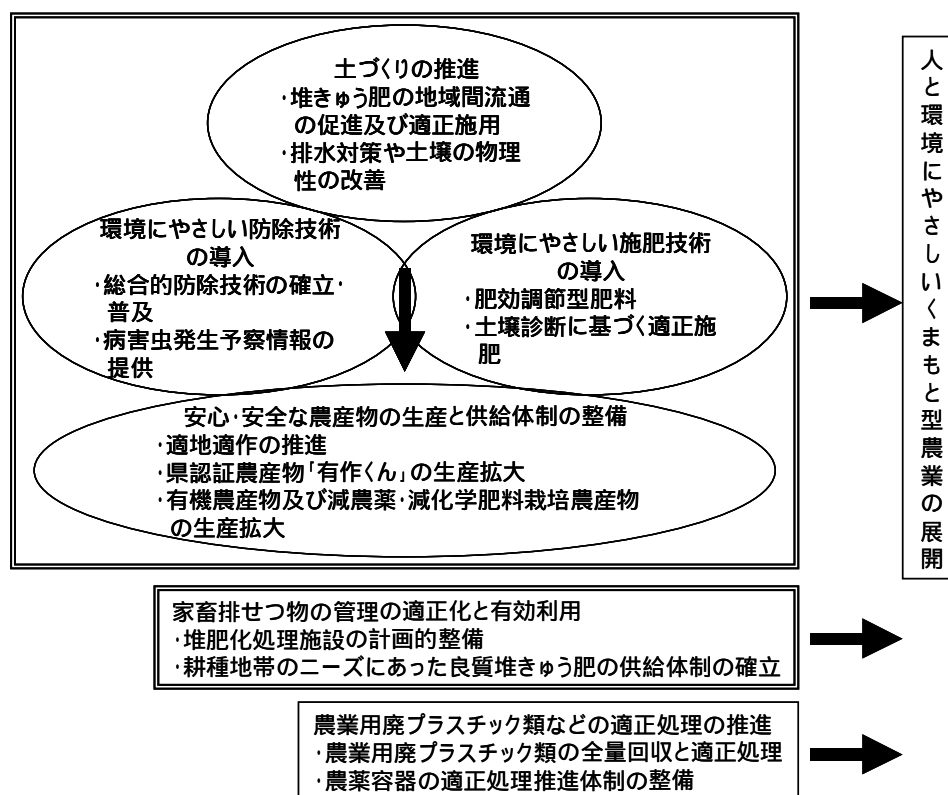 土づくりの推進
・堆きゅう肥の地域間流通
の促進及び適正施用
・排水対策や土壌の物理
性の改善
環境にやさしい防除技術
の導入
・総合的防除技術の確立・
普及
・病害虫発生予察情報の
提供
環境にやさしい施肥技術
の導入
・肥効調節型肥料
・土壌診断に基づく適正施
肥
安心・安全な農産物の生産と供給体制の整備
・適地適作の推進
・県認証農産物「有作くん」の生産拡大
・有機農産物及び減農薬・減化学肥料栽培農産物
の生産拡大
人と環境にやさしいくまもと型農業の展開
家畜排せつ物の管理の適正化と有効利用
・堆肥化処理施設の計画的整備
・耕種地帯のニーズにあった良質堆きゅう肥の供給体制の確立
農業用廃プラスチック類などの適正処理の推進
・農業用廃プラスチック類の全量回収と適正処理
・農薬容器の適正処理推進体制の整備